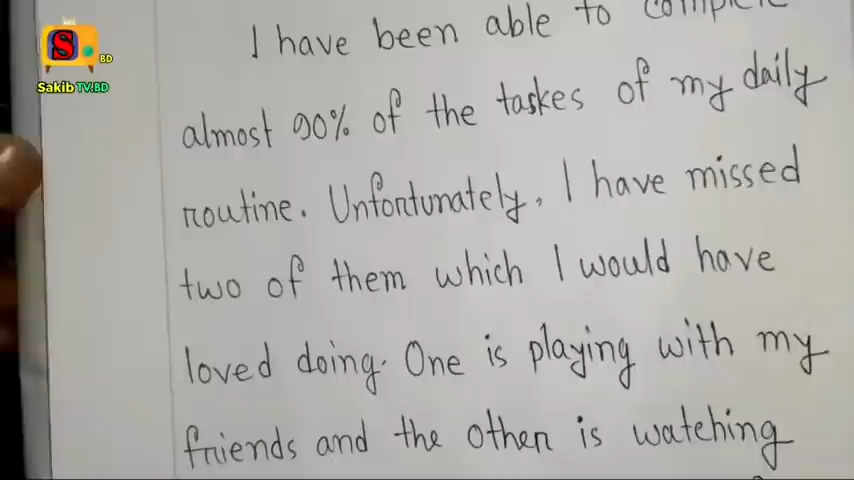 S
BD
Sakib TV.BD
I have been able to complete
almost 90% of the taskes of my daily
routine. Unfortunately, I have missed
two of them which I would have
loved doing. One is playing with my
friends and the other is watching